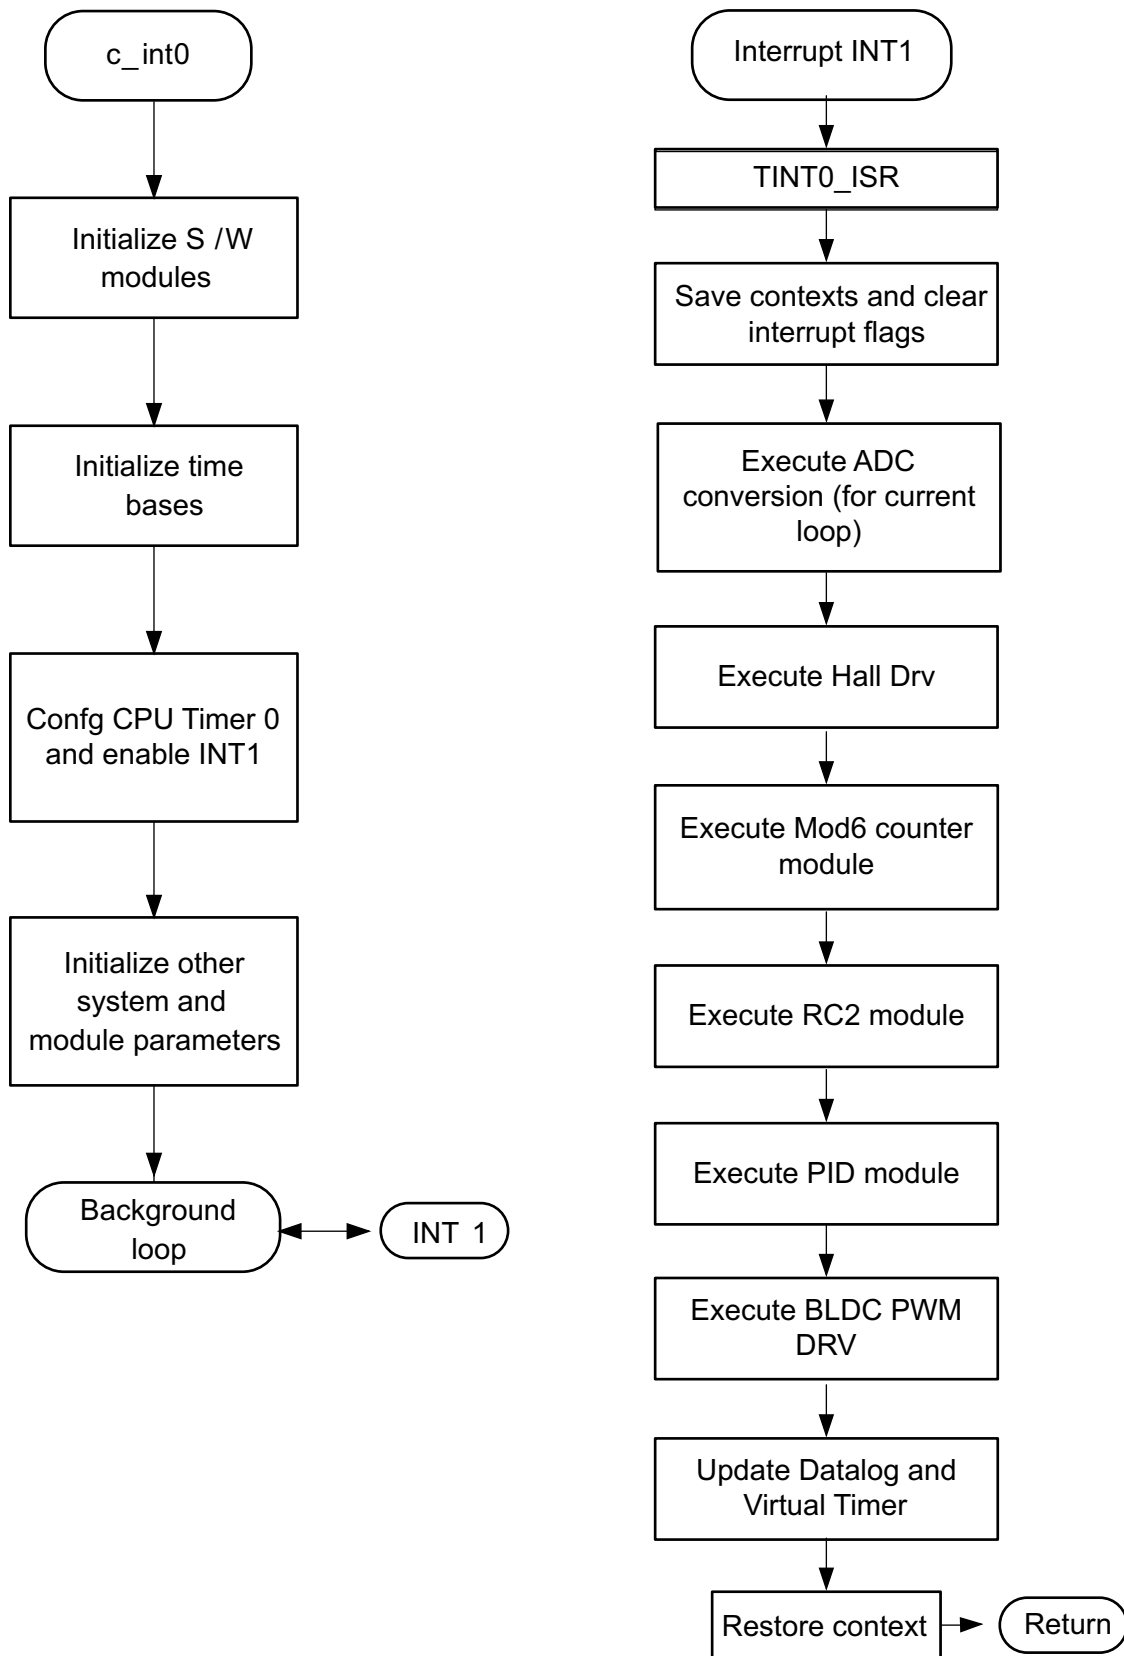 c_int0
Initialize S /W
modules
Initialize time
bases
Confg CPU Timer 0
and enable INT1
Initialize other
system and
module parameters
Background
loop
INT 1
Interrupt INT1
TINT0_ISR
Save contexts and clear
interrupt flags
Execute ADC
conversion (for current
loop)
Execute Hall Drv
Execute Mod6 counter
module
Execute RC2 module
Execute PID module
Execute BLDC PWM
DRV
Update Datalog and
Virtual Timer
Restore context
Return